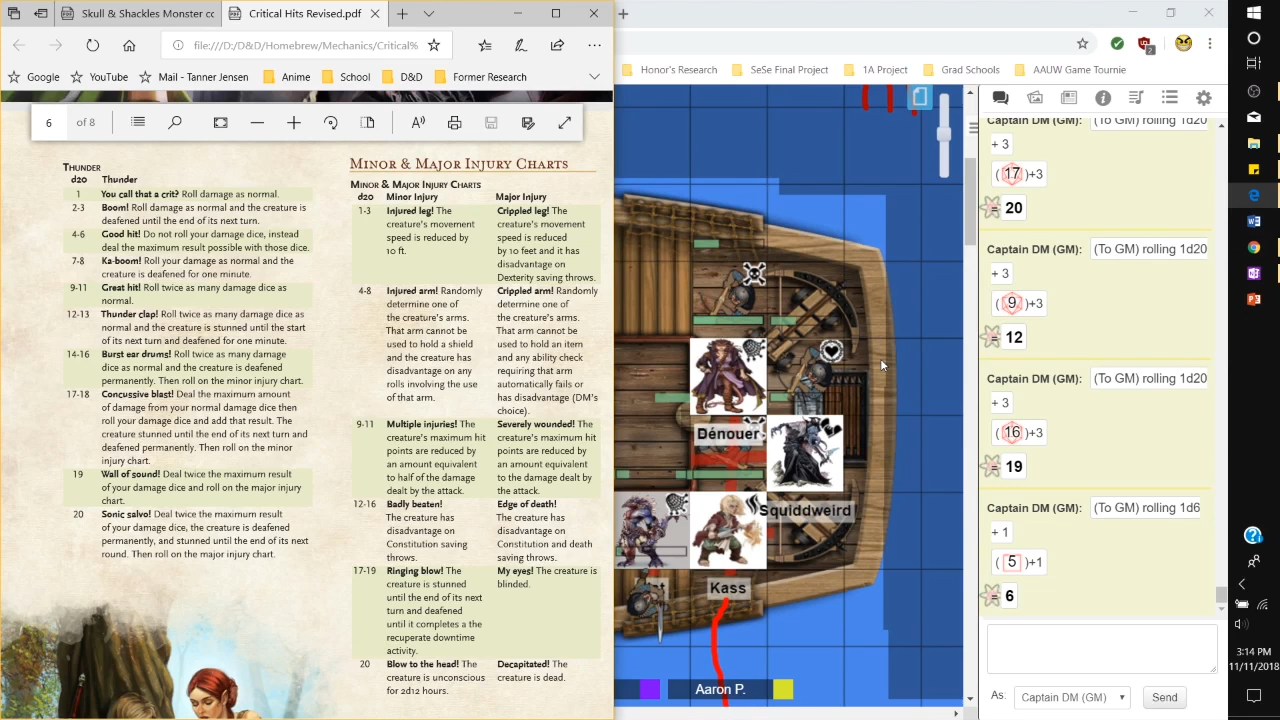 Skull & Shackles Monster cc
Critical Hits Revised.pdf
file:///D:/D&D/Homebrew/Mechanics/Critical%
Google
YouTube
Mail - Tanner Jensen
Anime
School
D&D
Former Research
Honor's Research
SeSe Final Project
1A Project
Grad Schools
AAUW Game Tournie
2
6 of 8
THUNDER
d20 Thunder
1 You call that a crit? Roll damage as normal.
2-3 Boom! Roll damage as normal and the creature is
deafened until the end of its next turn.
4-6 Good hit! Do not roll your damage dice, instead
deal the maximum result possible with those dice.
7-8 Ka-boom! Roll your damage as normal and the
creature is deafened for one minute.
9-11 Great hit! Roll twice as many damage dice as
normal.
12-13 Thunder clap! Roll twice as many damage dice as
normal and the creature is stunned until the start
of its next turn and deafened for one minute.
14-16 Burst ear drums! Roll twice as many damage
dice as normal and the creature is deafened
permanently. Then roll on the minor injury chart.
17-18 Concussive blast! Deal the maximum amount
of damage from your normal damage dice then
roll your damage dice and add that result. The
creature stunned until the end of its next turn and
deafened permanently. Then roll on the minor
injury chart.
19 Wall of sound! Deal twice the maximum result
of your damage dice and roll on the major injury
chart.
20 Sonic salvo! Deal twice the maximum result
of your damage dice, the creature is deafened
permanently, and stunned until the end of its next
round. Then roll on the major injury chart.
MINOR & MAJOR INJURY CHARTS
MINOR & MAJOR INJURY CHARTS
d20 Minor Injury Major Injury
1-3 Injured leg! The
creature's movement
speed is reduced by
10 ft.
Crippled leg! The
creature's movement
speed is reduced
by 10 feet and it has
disadvantage on
Dexterity saving throws.
4-8 Injured arm! Randomly
determine one of
the creature's arms.
That arm cannot be
used to hold a shield
and the creature has
disadvantage on any
rolls involving the use
of that arm.
Crippled arm! Randomly
determine one of
the creature's arms.
That arm cannot be
used to hold an item
and any ability check
requiring that arm
automatically fails or
has disadvantage (DM's
choice).
9-11 Multiple injuries! The
creature's maximum hit
points are reduced by
an amount equivalent
to half of the damage
dealt by the attack.
Severely wounded! The
creature's maximum hit
points are reduced by
an amount equivalent
to the damage dealt by
the attack.
12-16 Badly beaten!
The creature has
disadvantage on
Constitution saving
throws.
Edge of death!
The creature has
disadvantage on
Constitution and death
saving throws.
17-19 Ringing blow! The
creature is stunned
until the end of its next
turn and deafened
until it completes a the
recuperate downtime
activity.
My eyes! The creature is
blinded.
20 Blow to the head! The
creature is unconscious
for 2d12 hours.
Decapitated! The
creature is dead.
Dénouer
Squiddweird
Kass
Aaron P.
Captain DM (GM): (To GM) rolling 1d20
+ 3
(17)+3
= 20
Captain DM (GM): (To GM) rolling 1d20
+ 3
(9)+3
= 12
Captain DM (GM): (To GM) rolling 1d20
+ 3
(16)+3
= 19
Captain DM (GM): (To GM) rolling 1d6
+ 1
(5)+1
= 6
As: Captain DM (GM)
Send
3:14 PM
11/11/2018